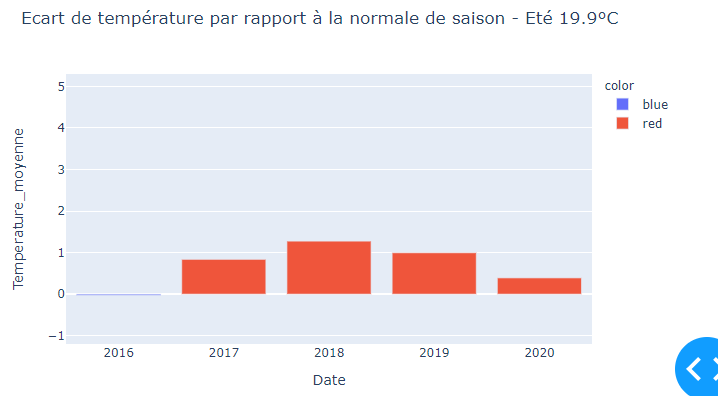 Ecart de température par rapport à la normale de saison - Eté 19.9ºC
color
blue
red
Temperature_moyenne
5
4
3
2
1
0
−1
2016 2017 2018 2019 2020
Date